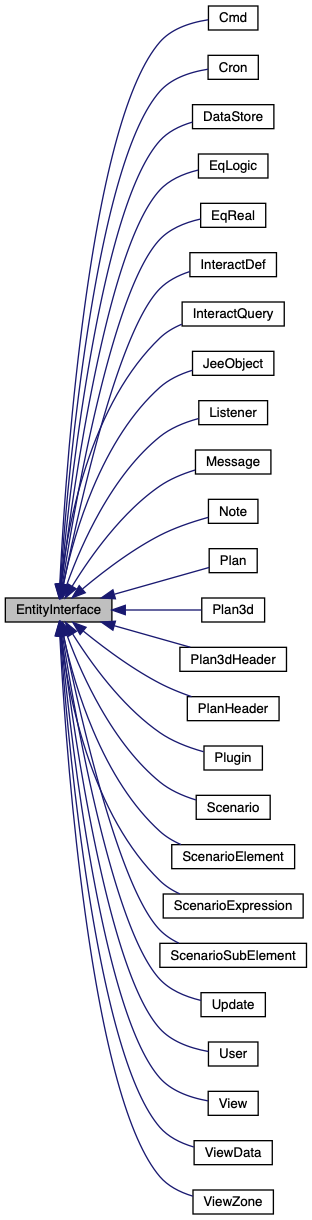 Cmd
Cron
DataStore
EqLogic
EqReal
InteractDef
InteractQuery
JeeObject
Listener
Message
Note
Plan
EntityInterface
Plan3d
Plan3dHeader
PlanHeader
Plugin
Scenario
ScenarioElement
ScenarioExpression
ScenarioSubElement
Update
User
View
ViewData
ViewZone